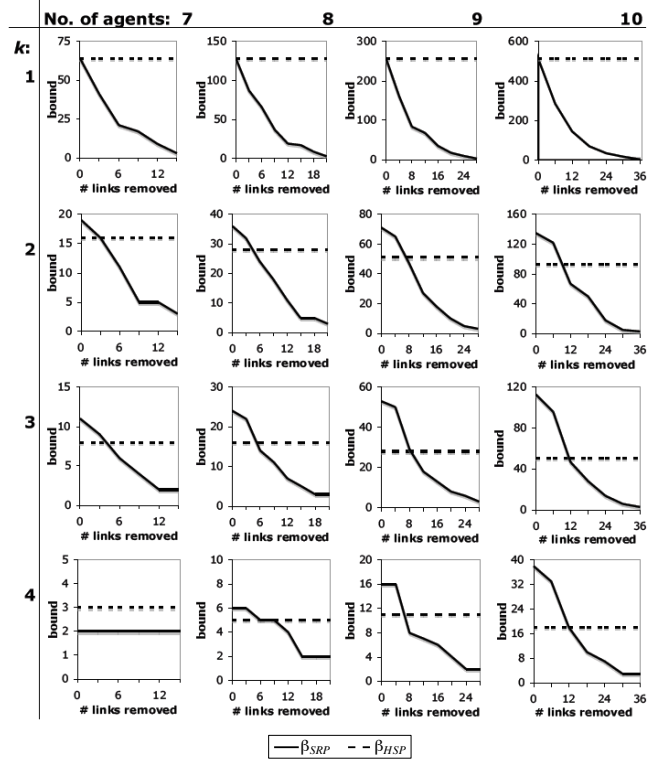 No. of agents: 7 8 9 10
k:
1
75 50 25 0
bound
0 6 12
# links removed
150 100 50 0
bound
0 6 12 18
# links removed
300 200 100 0
bound
0 8 16 24
# links removed
600 400 200 0
bound
0 12 24 36
# links removed
2
20 15 10 5 0
bound
0 6 12
# links removed
40 30 20 10 0
bound
0 6 12 18
# links removed
80 60 40 20 0
bound
0 8 16 24
# links removed
160 120 80 40 0
bound
0 12 24 36
# links removed
3
15 10 5 0
bound
0 6 12
# links removed
30 20 10 0
bound
0 6 12 18
# links removed
60 40 20 0
bound
0 8 16 24
# links removed
120 80 40 0
bound
0 12 24 36
# links removed
4
5 4 3 2 1 0
bound
0 6 12
# links removed
10 8 6 4 2 0
bound
0 6 12 18
# links removed
20 16 12 8 4 0
bound
0 8 16 24
# links removed
40 32 24 16 8 0
bound
0 12 24 36
# links removed
βSRP βHSP